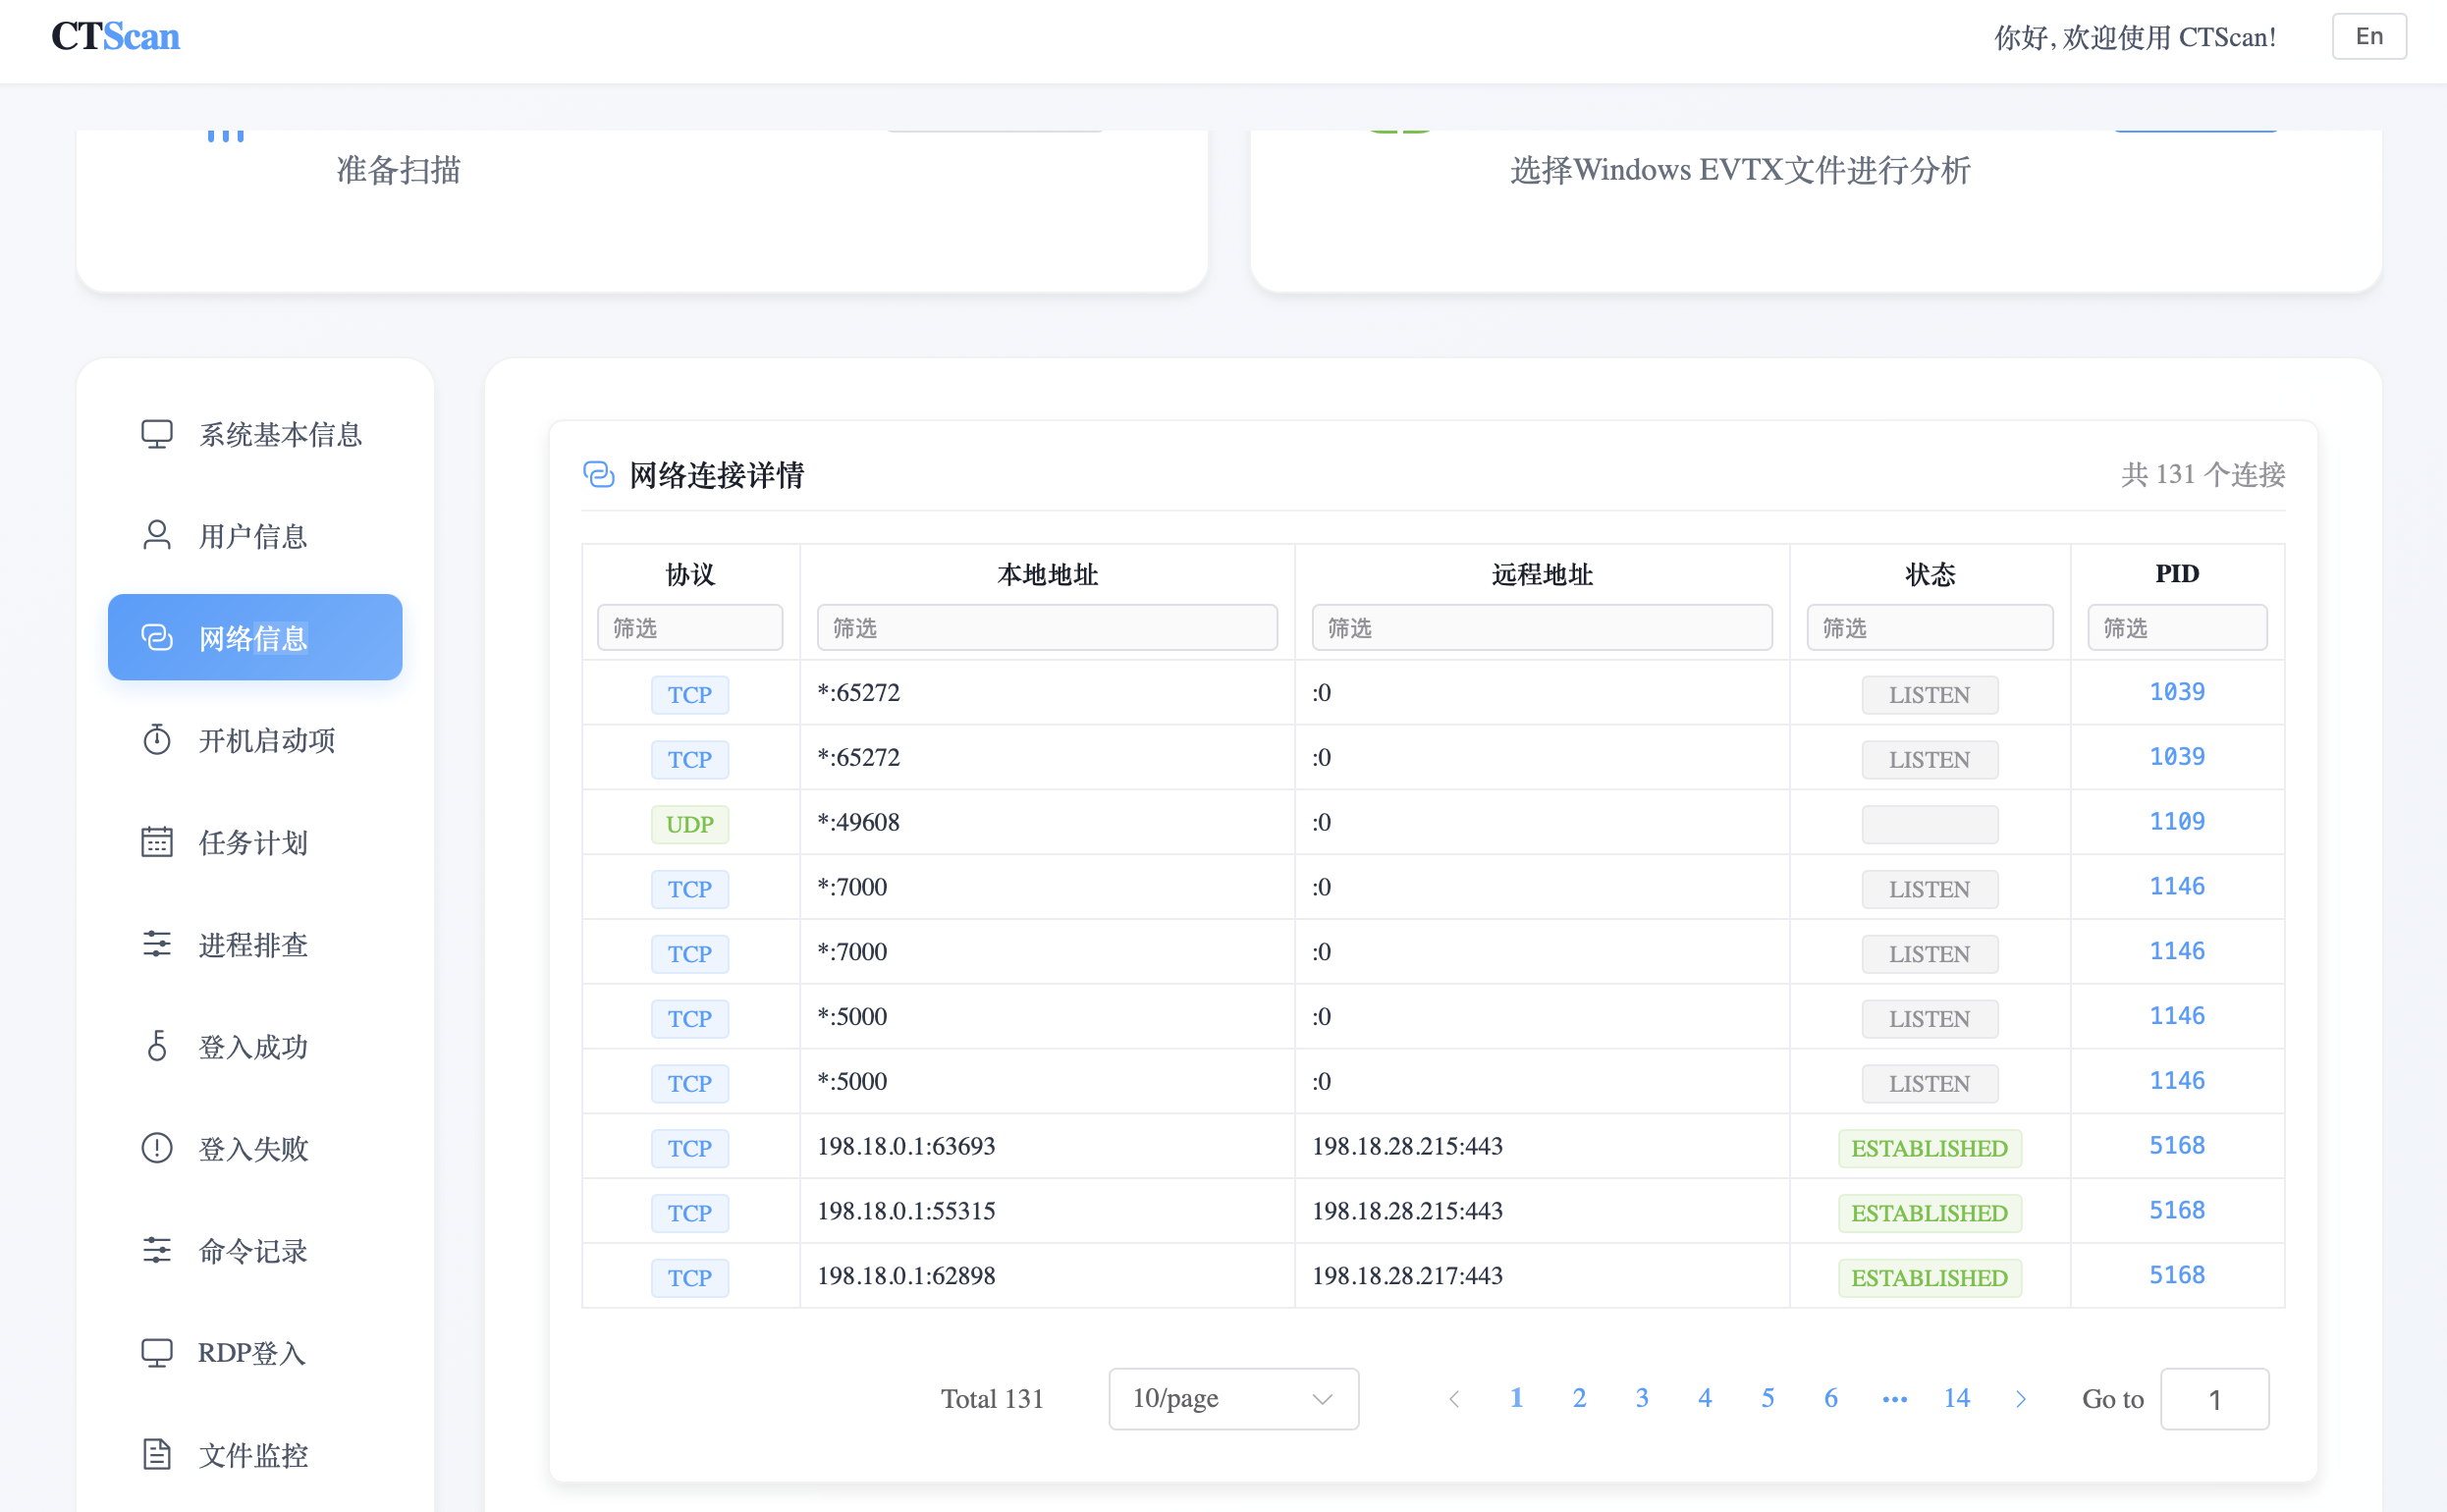 CTScan
你好, 欢迎使用 CTScan!
En
准备扫描
选择Windows EVTX文件进行分析
系统基本信息
用户信息
网络信息
开机启动项
任务计划
进程排查
登入成功
登入失败
命令记录
RDP登入
文件监控
网络连接详情
共 131 个连接
协议 本地地址 远程地址 状态 PID
筛选 筛选 筛选 筛选 筛选
TCP *:65272 :0 LISTEN 1039
TCP *:65272 :0 LISTEN 1039
UDP *:49608 :0 1109
TCP *:7000 :0 LISTEN 1146
TCP *:7000 :0 LISTEN 1146
TCP *:5000 :0 LISTEN 1146
TCP *:5000 :0 LISTEN 1146
TCP 198.18.0.1:63693 198.18.28.215:443 ESTABLISHED 5168
TCP 198.18.0.1:55315 198.18.28.215:443 ESTABLISHED 5168
TCP 198.18.0.1:62898 198.18.28.217:443 ESTABLISHED 5168
Total 131 10/page 1 2 3 4 5 6 ••• 14 Go to 1